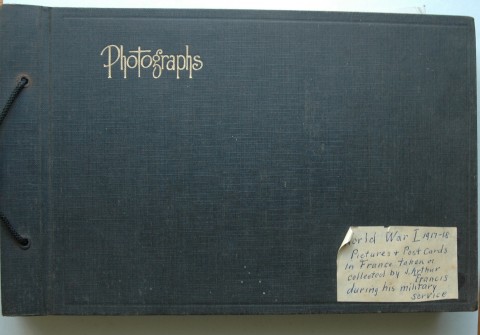 Photographs
World War I 1917-18
Pictures + Post Cards
In France taken or
collected by J. Arthur
Francis
during his military
service